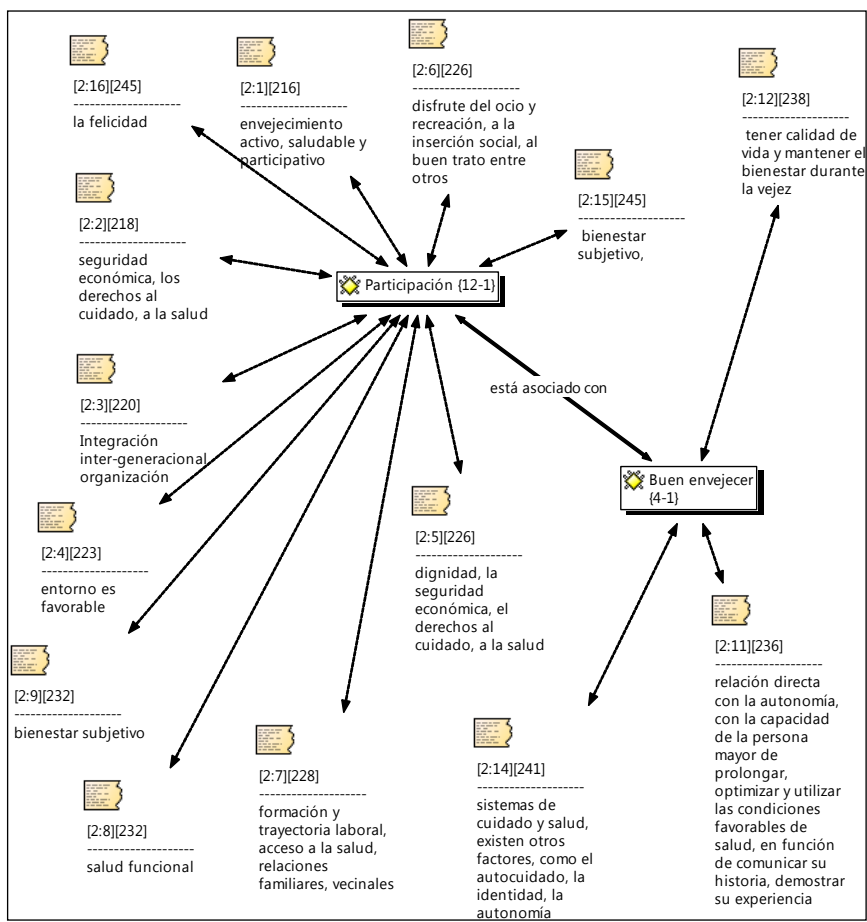 [2:16][245]
--------------------
la felicidad
[2:1][216]
--------------------
envejecimiento
activo, saludable y
participativo
[2:6][226]
--------------------
disfrute del ocio y
recreación, a la
inserción social, al
buen trato entre
otros
[2:12][238]
--------------------
tener calidad de
vida y mantener el
bienestar durante
la vejez
[2:15][245]
--------------------
bienestar
subjetivo,
[2:2][218]
--------------------
seguridad
económica, los
derechos al
cuidado, a la salud
Participación {12-1}
[2:3][220]
--------------------
Integración
inter-generacional,
organización
está asociado con
Buen envejecer
{4-1}
[2:4][223]
--------------------
entorno es
favorable
[2:5][226]
--------------------
dignidad, la
seguridad
económica, el
derechos al
cuidado, a la salud
[2:9][232]
--------------------
bienestar subjetivo
[2:11][236]
--------------------
relación directa
con la autonomía,
con la capacidad
de la persona
mayor de
prolongar,
optimizar y utilizar
las condiciones
favorables de
salud, en función
de comunicar su
historia, demostrar
su experiencia
[2:8][232]
--------------------
salud funcional
[2:7][228]
--------------------
formación y
trayectoria laboral,
acceso a la salud,
relaciones
familiares, vecinales
[2:14][241]
--------------------
sistemas de
cuidado y salud,
existen otros
factores, como el
autocuidado, la
identidad, la
autonomía